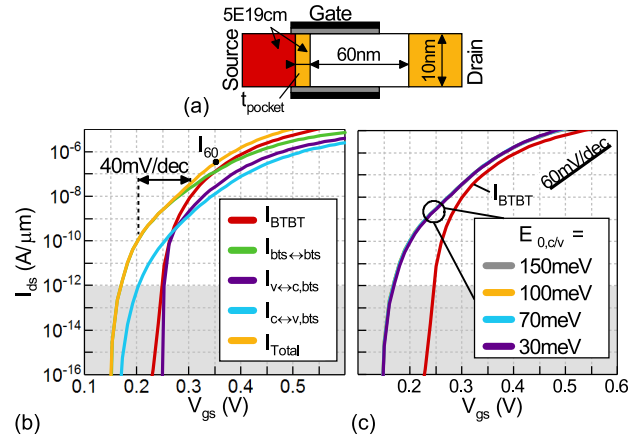 5E19cm
Gate
Source
60nm
10nm
Drain
t_pocket
(a)
(b)
I_ds (A/μm)
10^-6
10^-8
10^-10
10^-12
10^-14
10^-16
40mV/dec
I_60
I_BTBT
I_bts↔bts
I_v↔c,bts
I_c↔v,bts
I_Total
0.1 0.2 0.3 0.4 0.5
V_gs (V)
(c)
60mV/dec
I_BTBT
E_0,c/v =
150meV
100meV
70meV
30meV
0.2 0.3 0.4 0.5 0.6
V_gs (V)